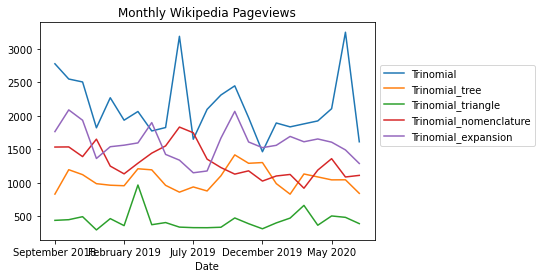 Monthly Wikipedia Pageviews
3000
2500
2000
1500
1000
500
September 2018 February 2019 July 2019 December 2019 May 2020
Date
Trinomial
Trinomial_tree
Trinomial_triangle
Trinomial_nomenclature
Trinomial_expansion